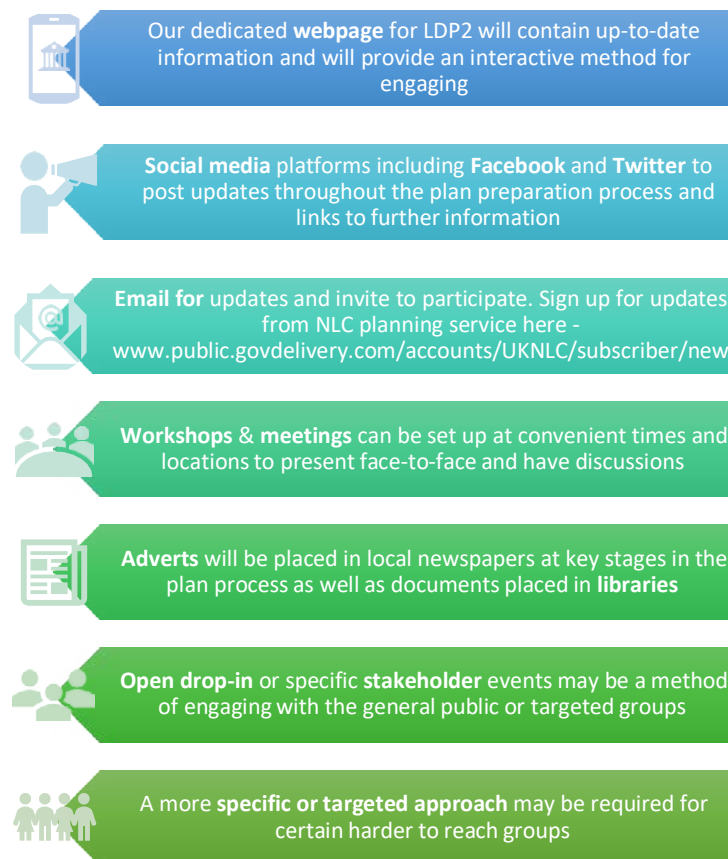 Our dedicated webpage for LDP2 will contain up-to-date
information and will provide an interactive method for
engaging
Social media platforms including Facebook and Twitter to
post updates throughout the plan preparation process and
links to further information
Email for updates and invite to participate. Sign up for updates
from NLC planning service here -
www.public.govdelivery.com/accounts/UKNLC/subscriber/new
Workshops & meetings can be set up at convenient times and
locations to present face-to-face and have discussions
Adverts will be placed in local newspapers at key stages in the
plan process as well as documents placed in libraries
Open drop-in or specific stakeholder events may be a method
of engaging with the general public or targeted groups
A more specific or targeted approach may be required for
certain harder to reach groups